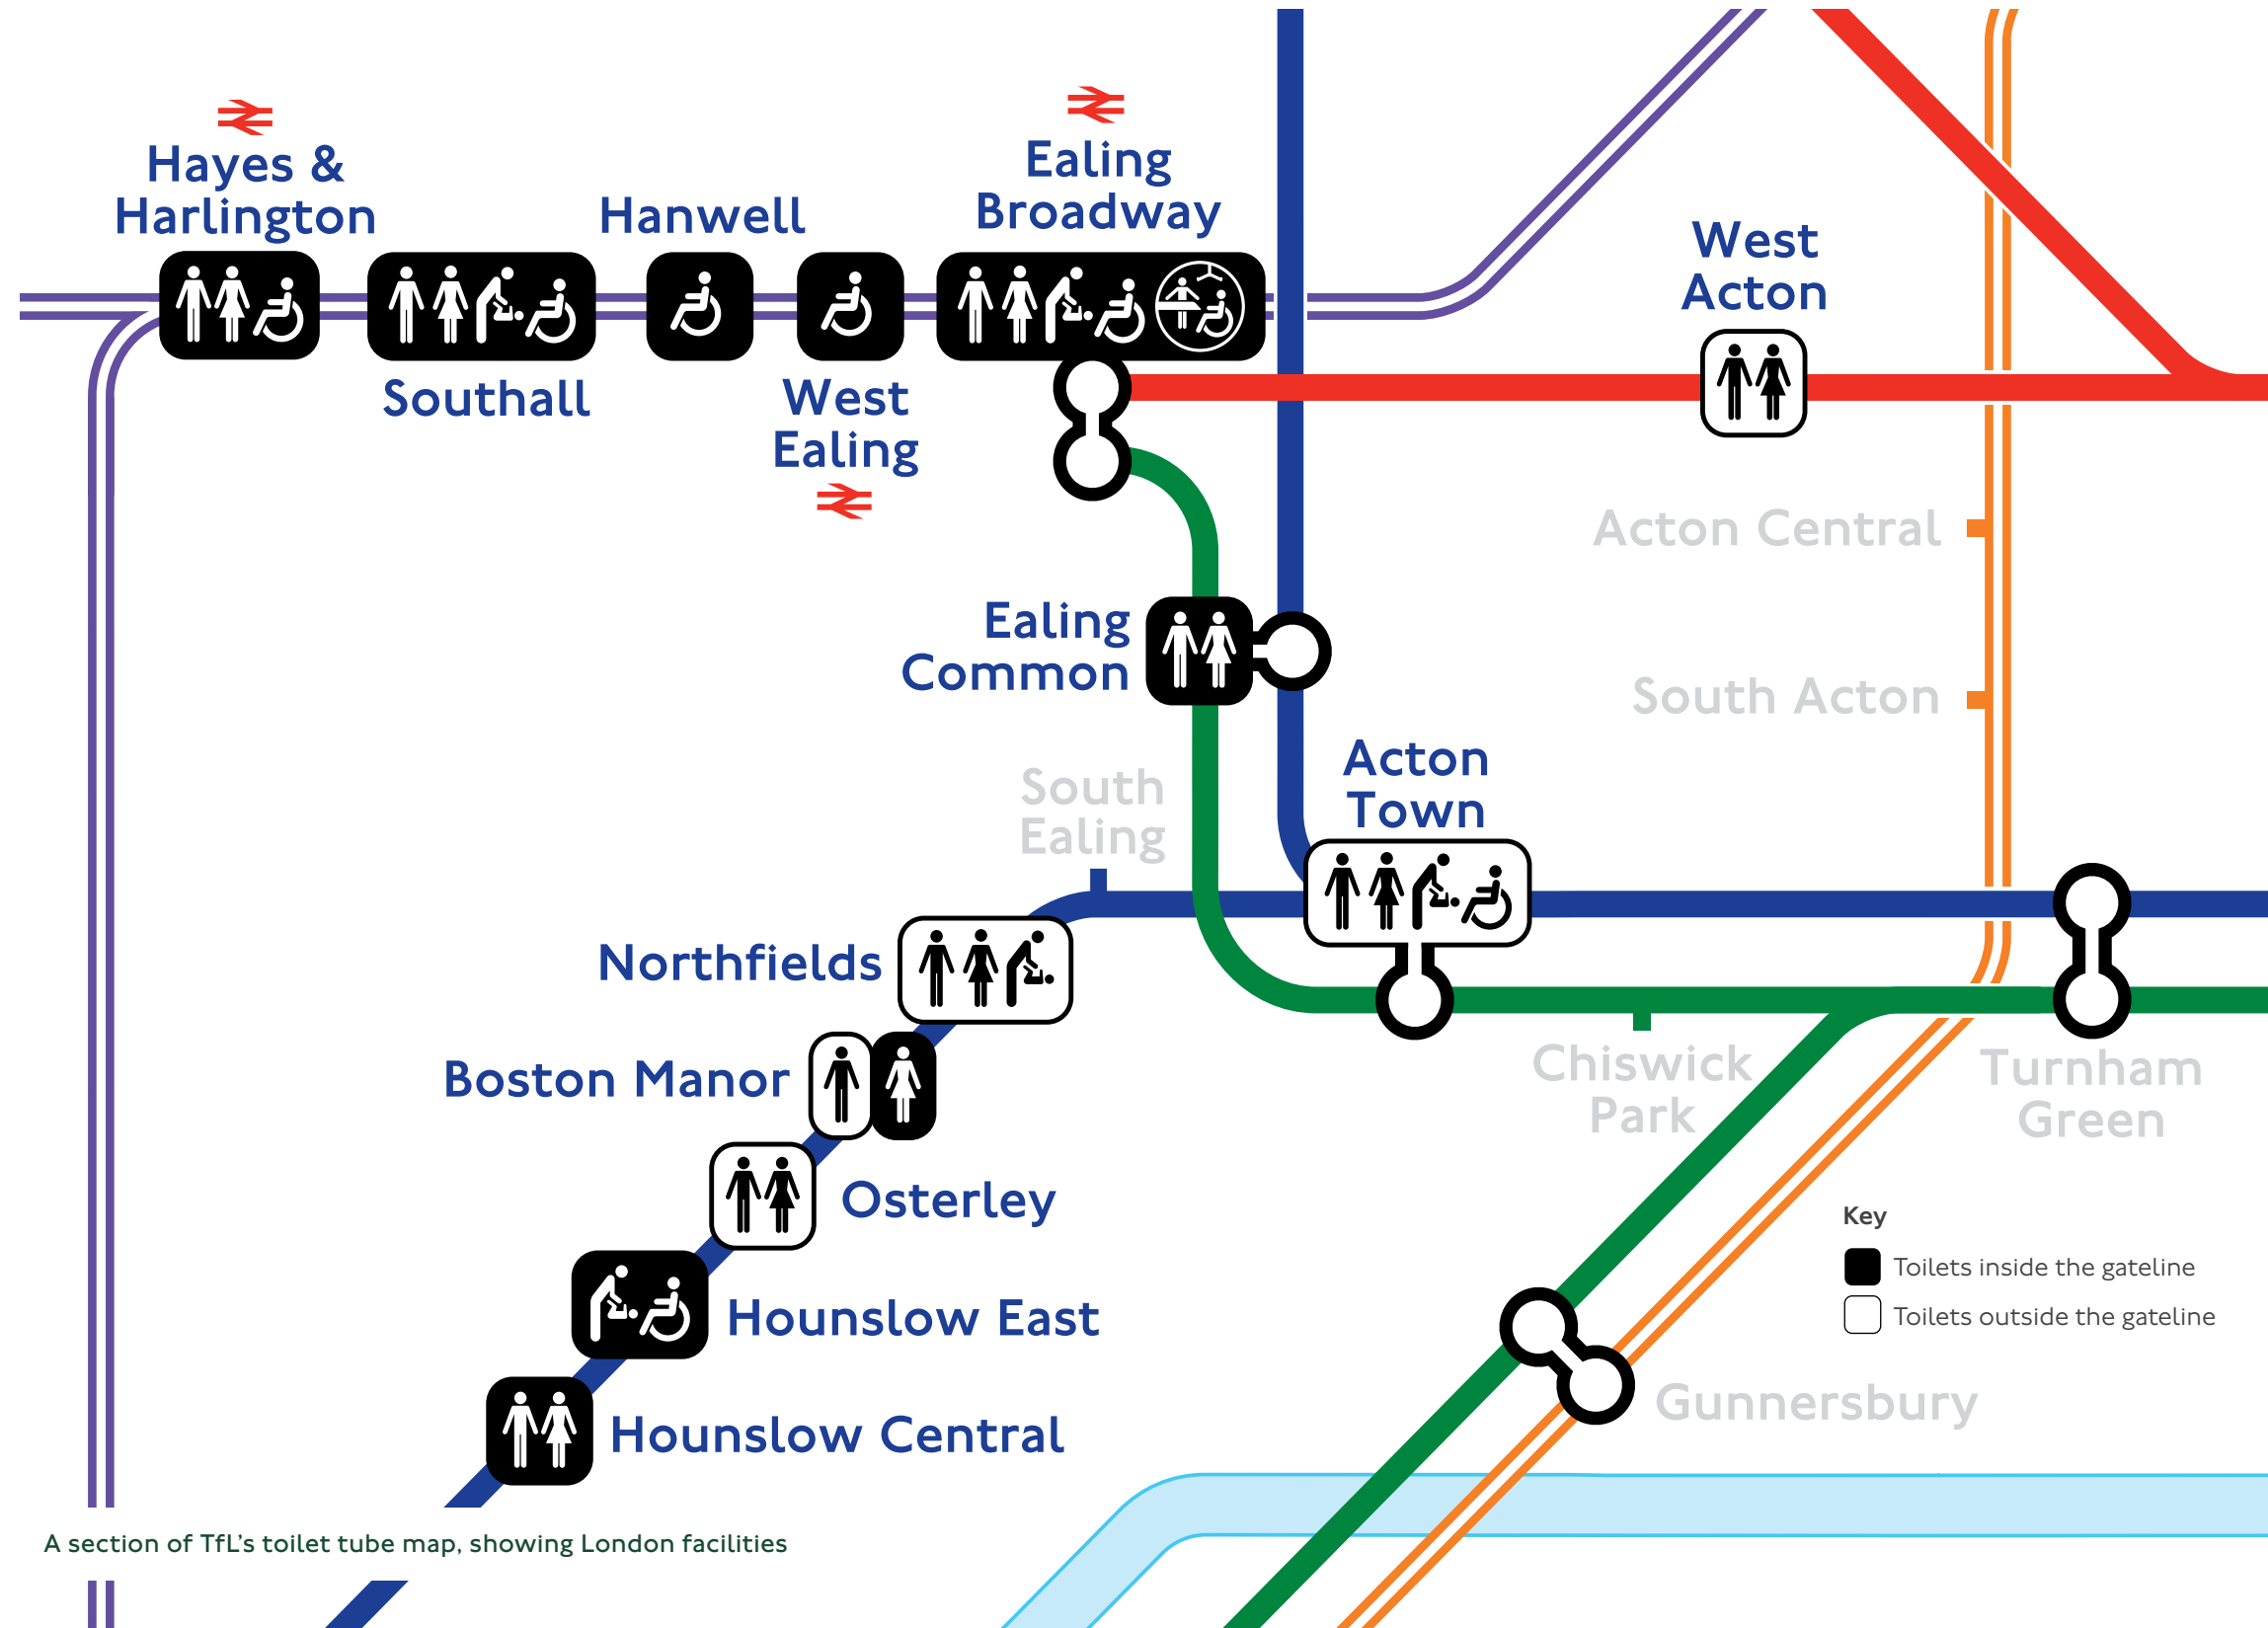 Hayes &
Harlington
Hanwell
Ealing
Broadway
West
Acton
Southall
West
Ealing
Acton Central
Ealing
Common
South Acton
South
Ealing
Acton
Town
Northfields
Boston Manor
Chiswick
Park
Turnham
Green
Osterley
Key
Toilets inside the gateline
Toilets outside the gateline
Hounslow East
Gunnersbury
Hounslow Central
A section of TfL’s toilet tube map, showing London facilities